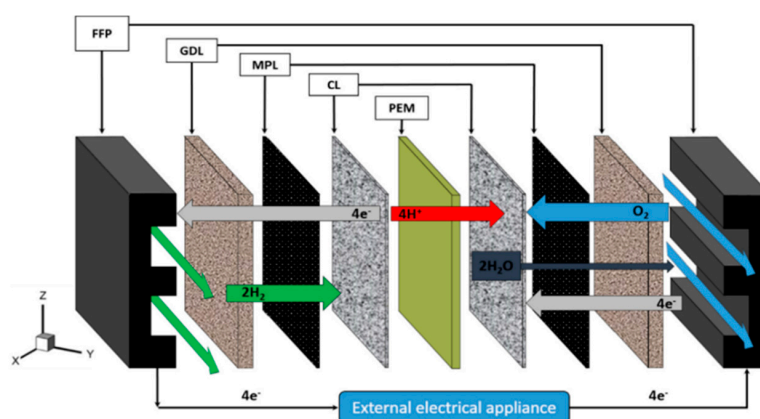 FFP
GDL
MPL
CL
PEM
4e-
4H+
O2
2H2O
2H2
4e-
Z
X
Y
4e-
External electrical appliance
4e-